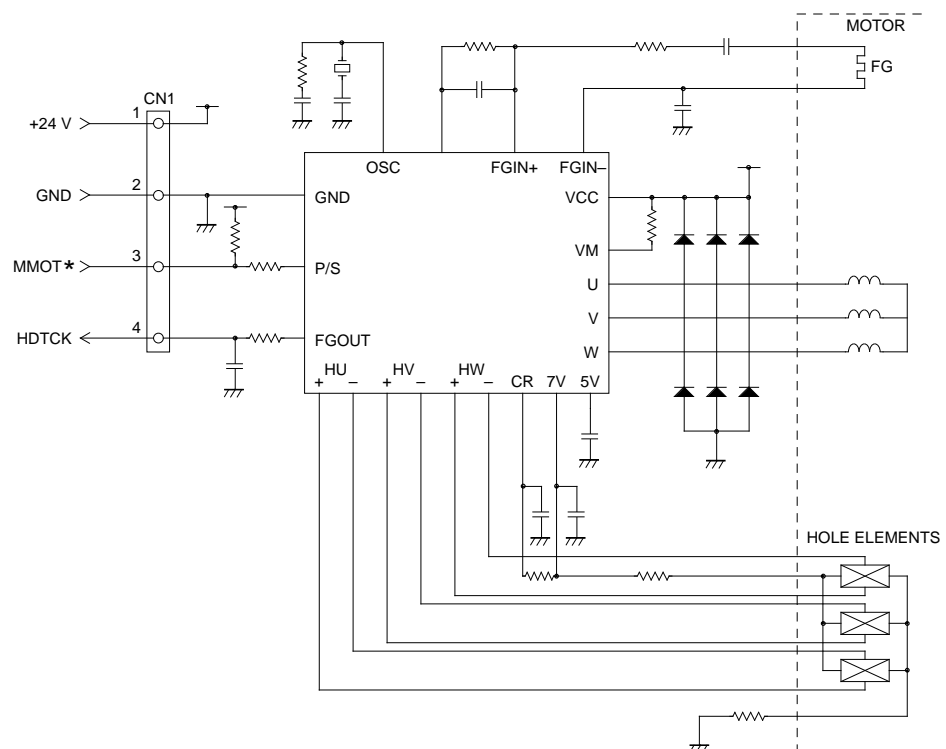 MOTOR
FG
CN1
+24 V
1
OSC
FGIN+
FGIN–
GND
2
GND
VCC
VM
MMOT*
3
P/S
U
V
HDTCK
4
FGOUT
W
HU
HV
HW
CR
7V
5V
+ – + – + –
HOLE ELEMENTS